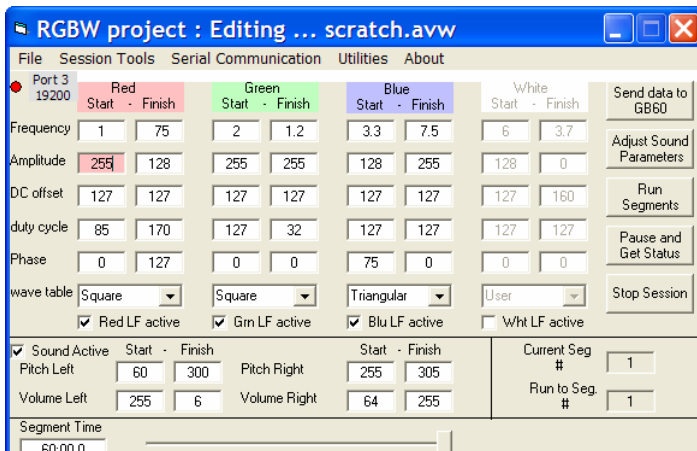 RGBW project : Editing ... scratch.avw
File Session Tools Serial Communication Utilities About
Port 3
19200
Red Green Blue White
Start - Finish Start - Finish Start - Finish Start - Finish
Send data to
GB60
Frequency 1 75 2 1.2 3.3 7.5 6 3.7
Adjust Sound
Parameters
Amplitude 255 128 255 255 128 255 128 0
DC offset 127 127 127 127 127 127 127 160
Run
Segments
duty cycle 85 170 127 32 127 127 127 127
Pause and
Get Status
Phase 0 127 0 0 75 0
wave table Square Square Triangular User
Stop Session
Red LF active Grn LF active Blu LF active Wht LF active
Sound Active Start - Finish Start - Finish
Current Seg
# 1
Pitch Left 60 300 Pitch Right 255 305
Run to Seg.
# 1
Volume Left 255 6 Volume Right 64 255
Segment Time
60:00.0